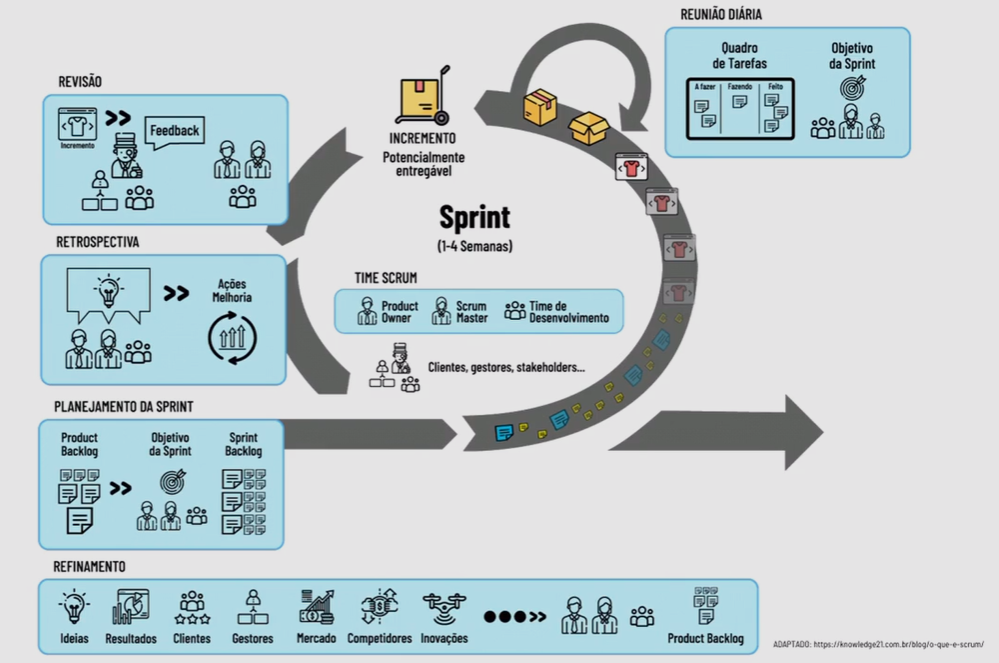 REUNIÃO DIÁRIA
Quadro
de Tarefas
Objetivo
da Sprint
A fazer
Fazendo
Feito
REVISÃO
Incremento
Feedback
INCREMENTO
Potencialmente
entregável
Sprint
(1-4 Semanas)
RETROSPECTIVA
Ações
Melhoria
TIME SCRUM
Product
Owner
Scrum
Master
Time de
Desenvolvimento
Clientes, gestores, stakeholders...
PLANEJAMENTO DA SPRINT
Product
Backlog
Objetivo
da Sprint
Sprint
Backlog
REFINAMENTO
Ideias
Resultados
Clientes
Gestores
Mercado
Competidores
Inovações
Product Backlog
ADAPTADO: https://knowledge21.com.br/blog/o-que-e-scrum/